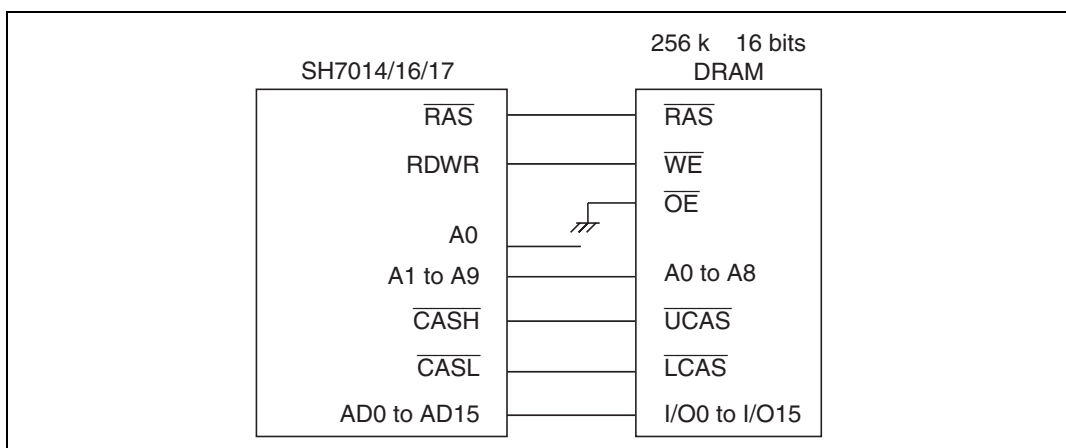 256 k 16 bits
SH7014/16/17 DRAM
RAS RAS
RDWR WE
OE
A0
A1 to A9 A0 to A8
CASH UCAS
CASL LCAS
AD0 to AD15 I/O0 to I/O15